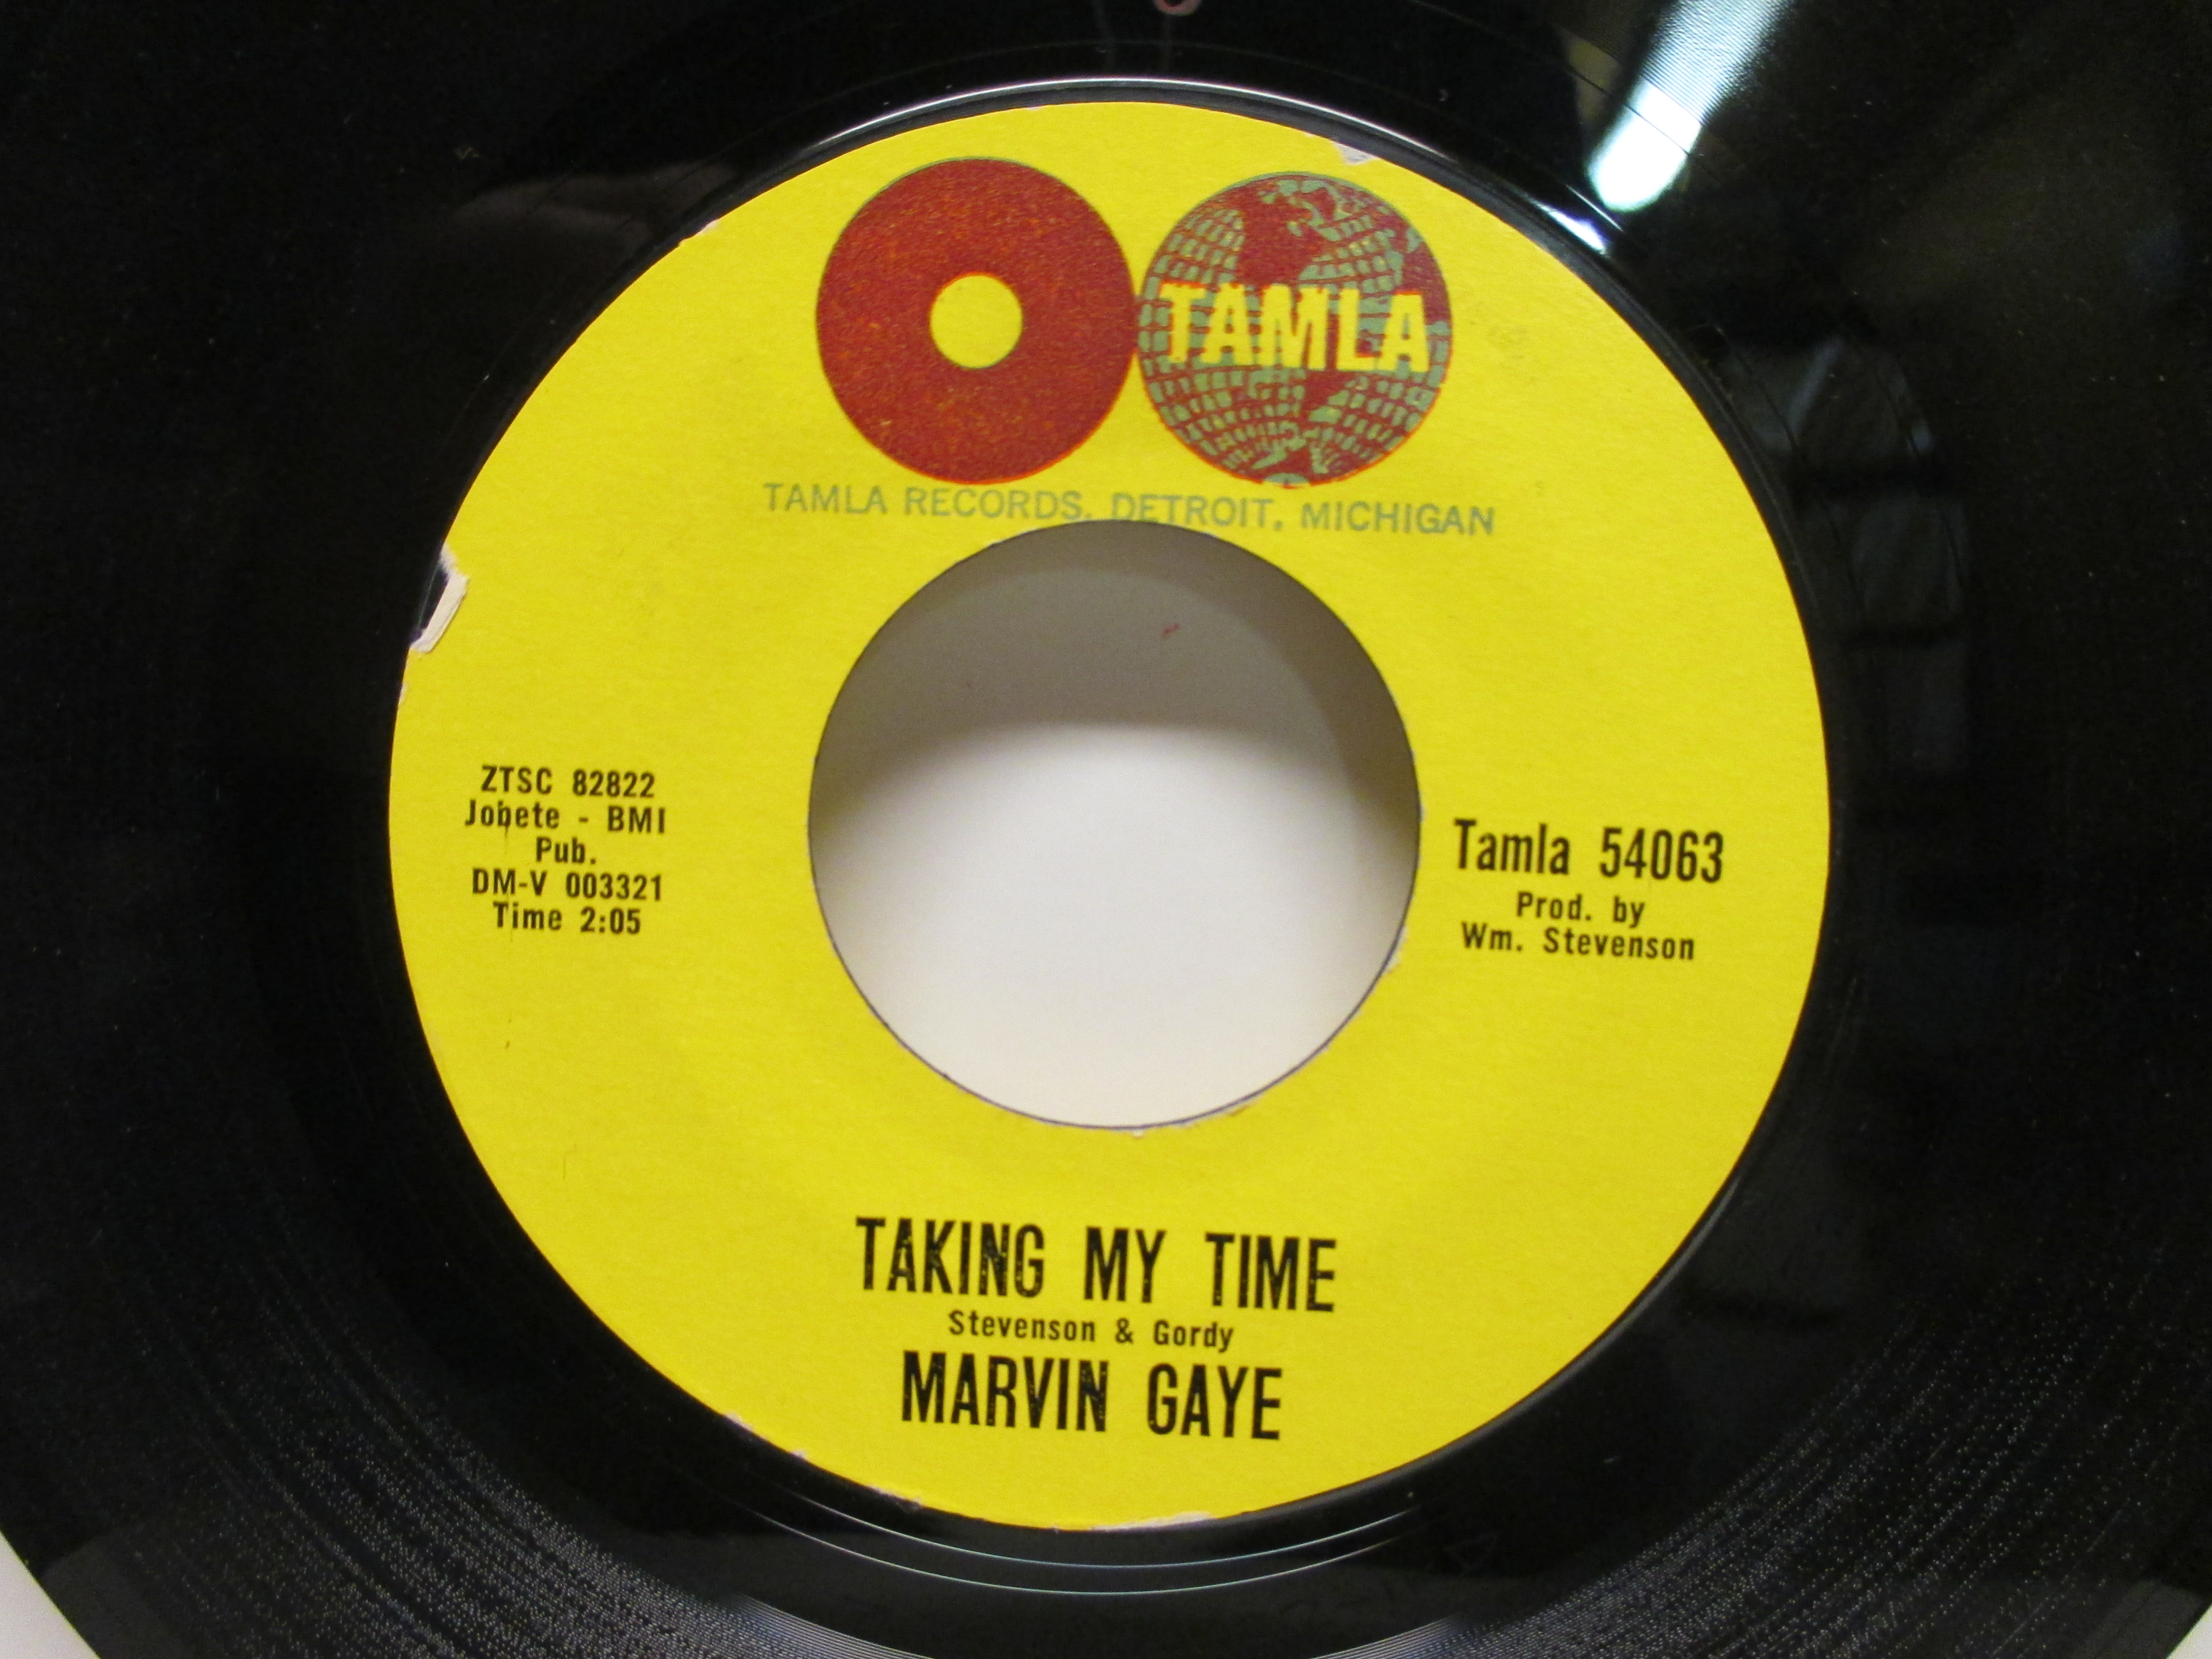 TAMLA
TAMLA RECORDS, DETROIT, MICHIGAN
ZTSC 82822
Jobete - BMI
Pub.
DM-V 003321
Time 2:05
Tamla 54063
Prod. by
Wm. Stevenson
TAKING MY TIME
Stevenson & Gordy
MARVIN GAYE